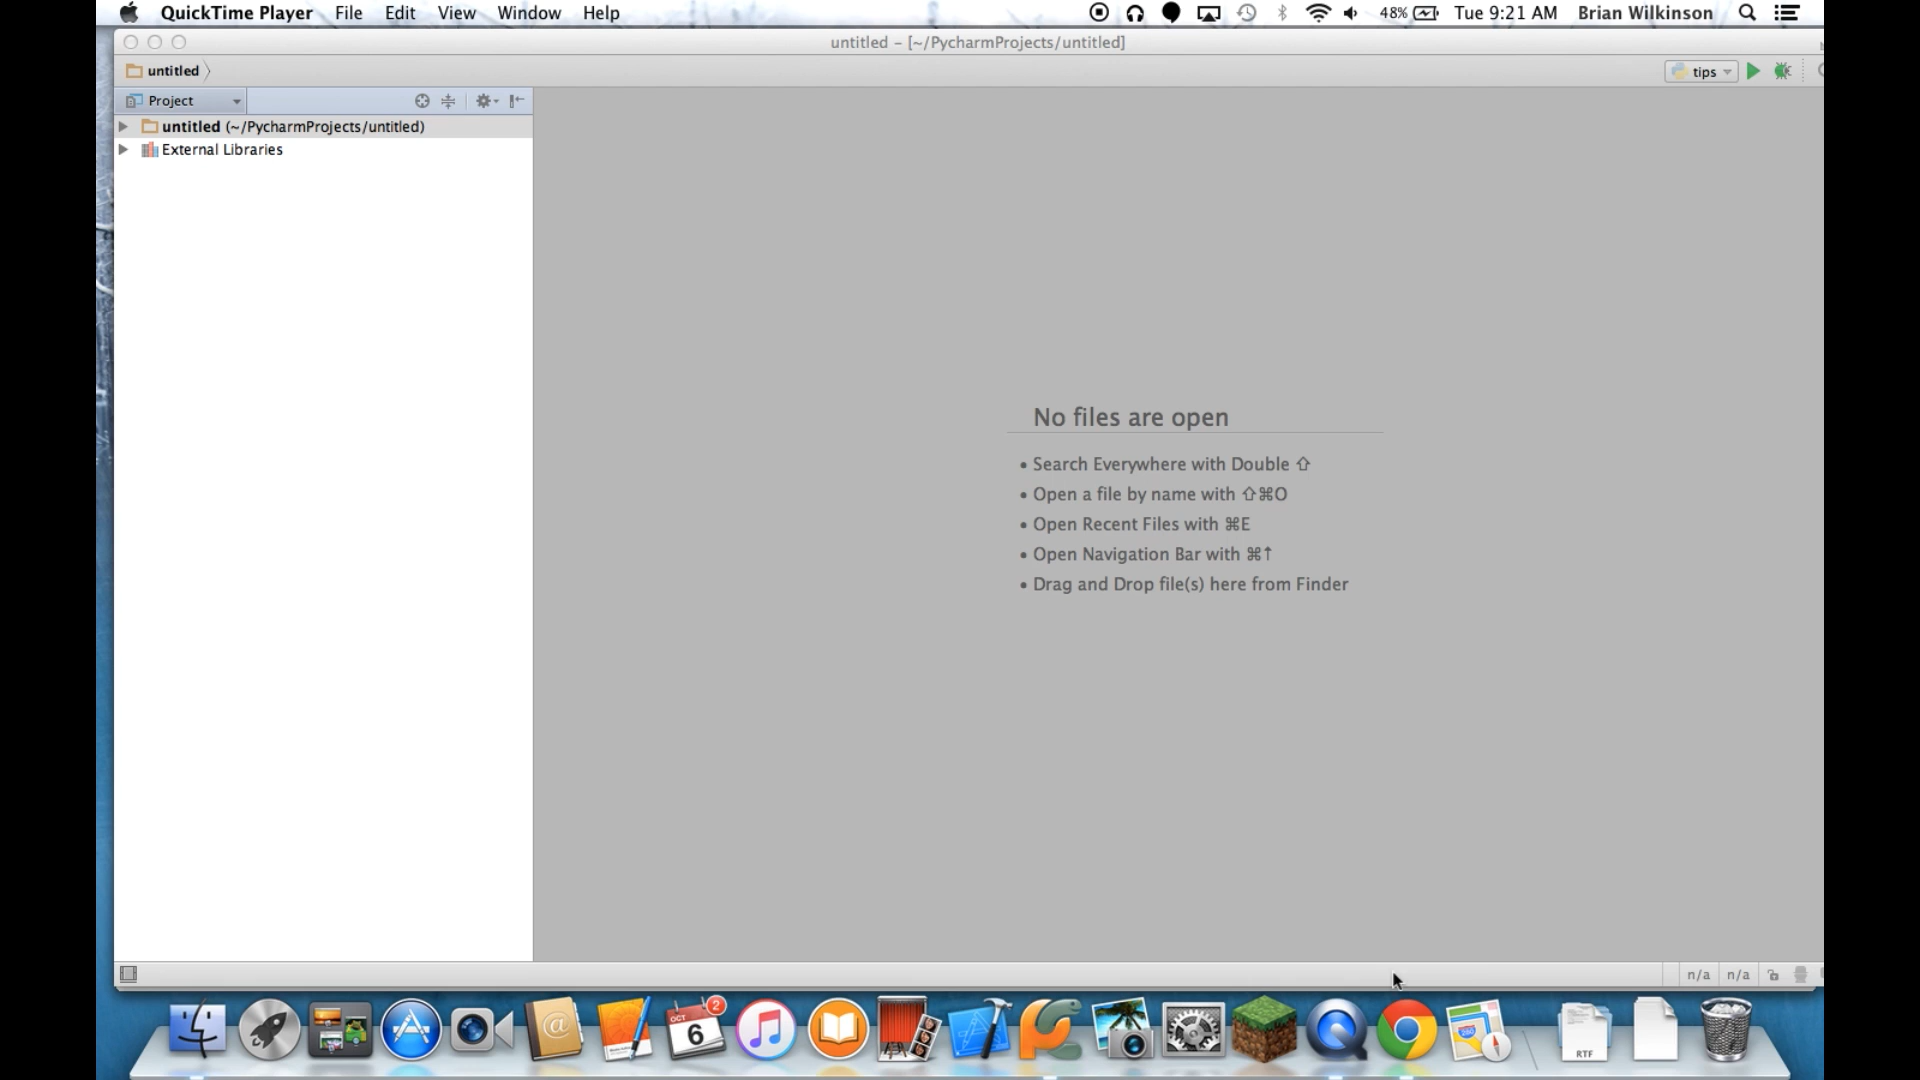 QuickTime Player File Edit View Window Help 48% Tue 9:21 AM Brian Wilkinson
untitled – [~/PycharmProjects/untitled]
untitled tips
Project
untitled (~/PycharmProjects/untitled)
External Libraries
No files are open
• Search Everywhere with Double ⇧
• Open a file by name with ⇧⌘O
• Open Recent Files with ⌘E
• Open Navigation Bar with ⌘↑
• Drag and Drop file(s) here from Finder
n/a n/a
OCT
6
2
RTF